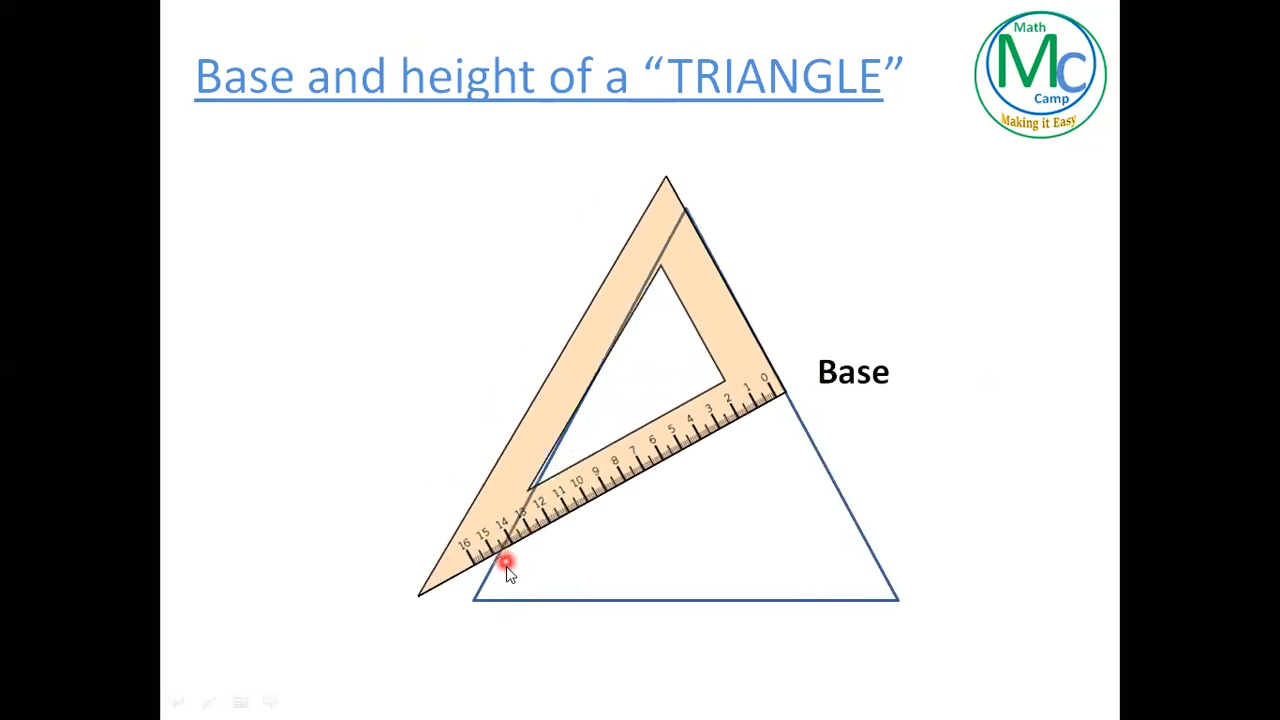 Base and height of a “TRIANGLE”
Math
MC
Camp
Making it Easy
Base
0
1
2
3
4
5
6
7
8
9
10
11
12
13
14
15
16